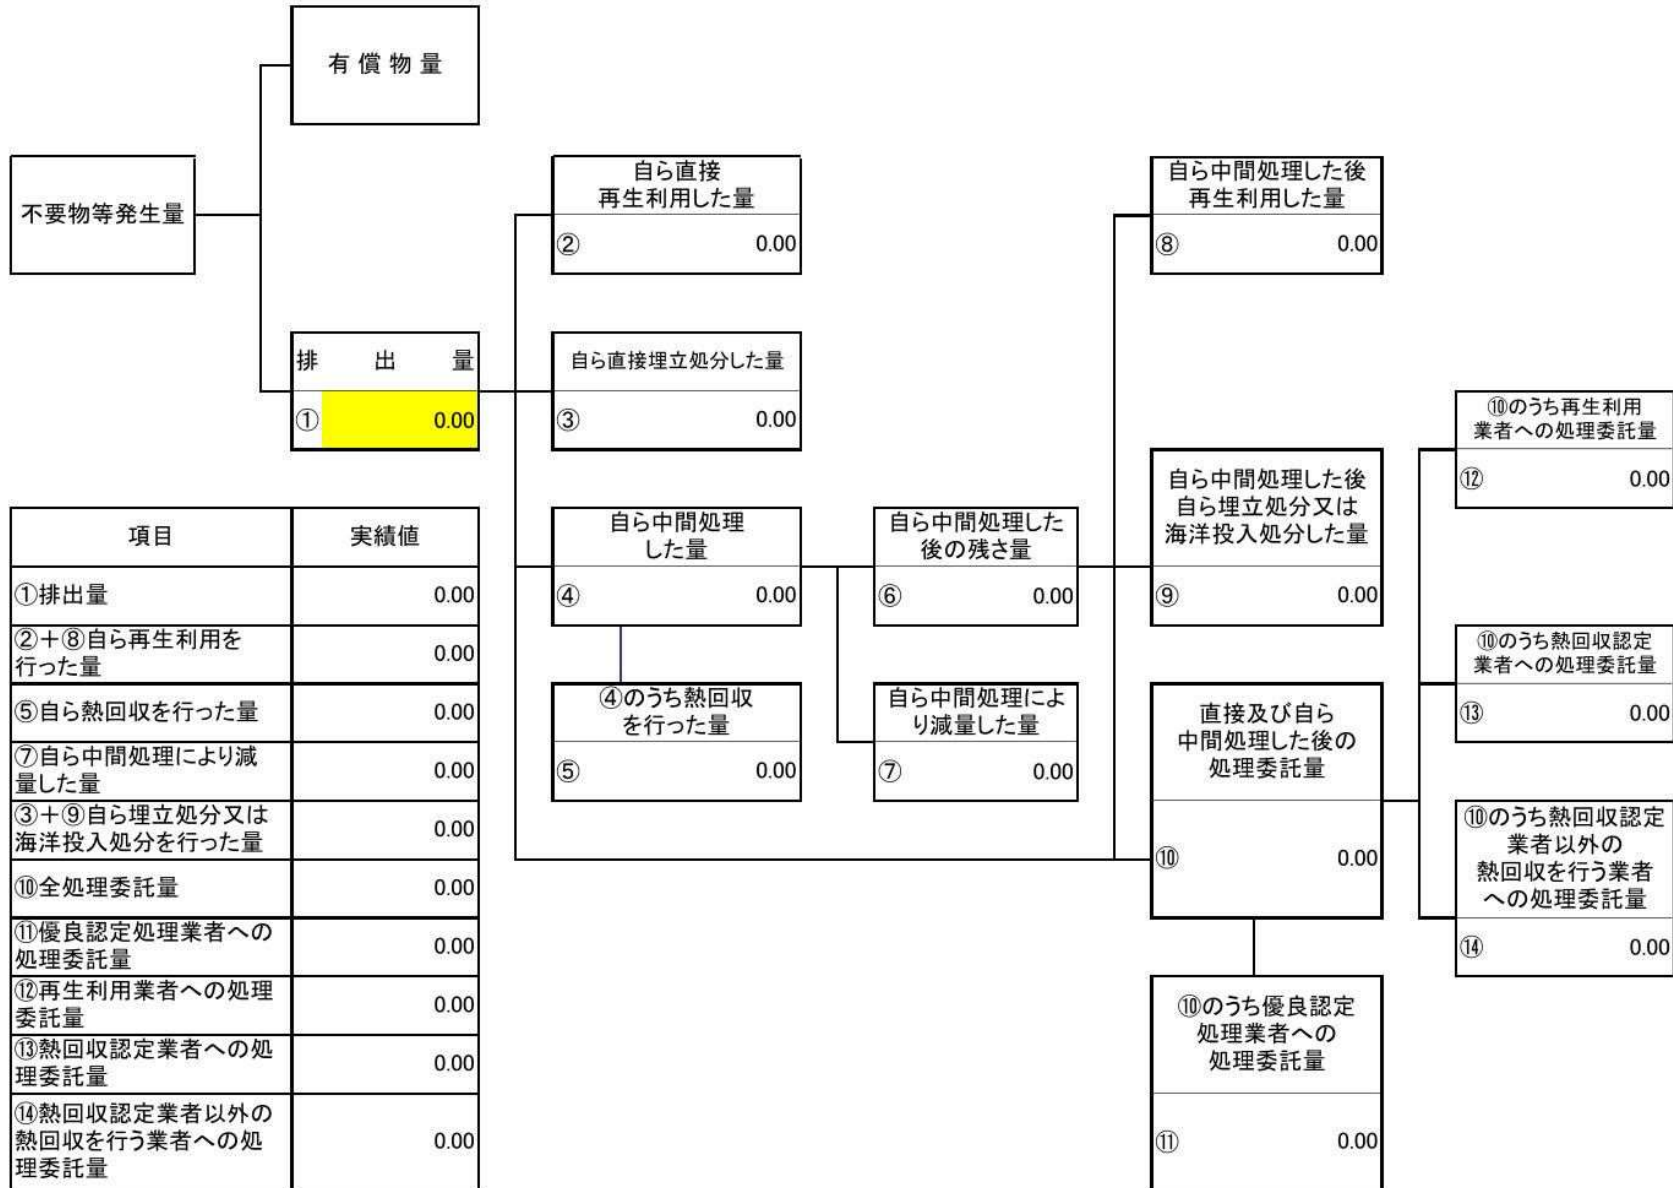 有償物量
不要物等発生量
自ら直接
再生利用した量
② 0.00
自ら中間処理した後
再生利用した量
⑧ 0.00
排出量
① 0.00
自ら直接埋立処分した量
③ 0.00
⑩のうち再生利用
業者への処理委託量
⑫ 0.00
自ら中間処理
した量
④ 0.00
自ら中間処理した
後の残さ量
⑥ 0.00
自ら中間処理した後
自ら埋立処分又は
海洋投入処分した量
⑨ 0.00
⑩のうち熱回収認定
業者への処理委託量
⑬ 0.00
④のうち熱回収
を行った量
⑤ 0.00
自ら中間処理によ
り減量した量
⑦ 0.00
直接及び自ら
中間処理した後の
処理委託量
⑩ 0.00
⑩のうち熱回収認定
業者以外の
熱回収を行う業者
への処理委託量
⑭ 0.00
⑩のうち優良認定
処理業者への
処理委託量
⑪ 0.00
項目 実績値
①排出量 0.00
②+⑧自ら再生利用を
行った量 0.00
⑤自ら熱回収を行った量 0.00
⑦自ら中間処理により減
量した量 0.00
③+⑨自ら埋立処分又は
海洋投入処分を行った量 0.00
⑩全処理委託量 0.00
⑪優良認定処理業者への
処理委託量 0.00
⑫再生利用業者への処理
委託量 0.00
⑬熱回収認定業者への処
理委託量 0.00
⑭熱回収認定業者以外の
熱回収を行う業者への処
理委託量 0.00